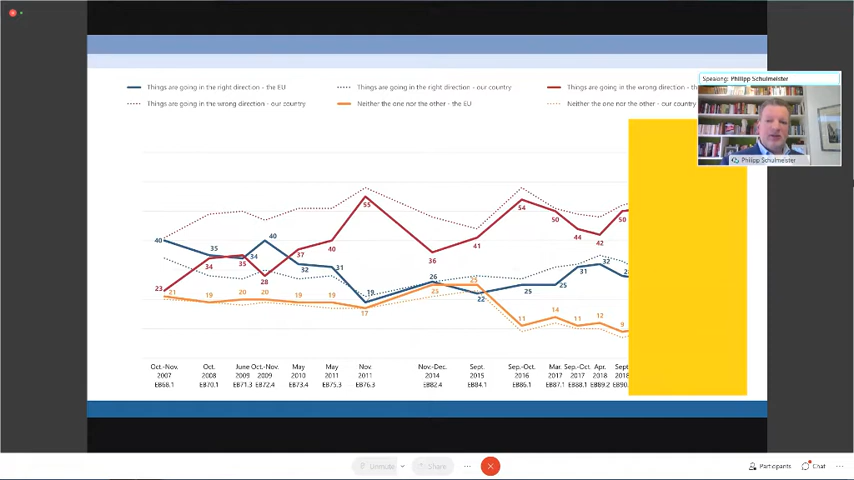 Things are going in the right direction - the EU
Things are going in the right direction - our country
Things are going in the wrong direction - th
Things are going in the wrong direction - our country
Neither the one nor the other - the EU
Neither the one nor the other - our country
Speaking: Philipp Schulmeister
Philipp Schulmeister
55
54
50
50
44
42
41
40
40
40
37
36
35
34
35
34
32
31
28
26
25
25
25
25
22
31
32
23
21
19
20
20
19
19
19
17
11
14
11
12
9
Oct.-Nov. 2007 EB68.1
Oct. 2008 EB70.1
June 2009 EB71.3
Oct.-Nov. 2009 EB72.4
May 2010 EB73.4
May 2011 EB75.3
Nov. 2011 EB76.3
Nov.-Dec. 2014 EB82.4
Sept. 2015 EB84.1
Sep.-Oct. 2016 EB86.1
Mar. 2017 EB87.1
Sep.-Oct. 2017 EB88.1
Apr. 2018 EB89.2
Sept 2018 EB90.
Unmute
Share
Participants
Chat